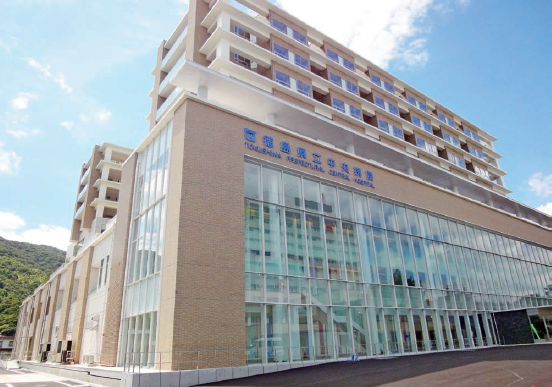 徳島県立中央病院
TOKUSHIMA PREFECTURAL CENTRAL HOSPITAL